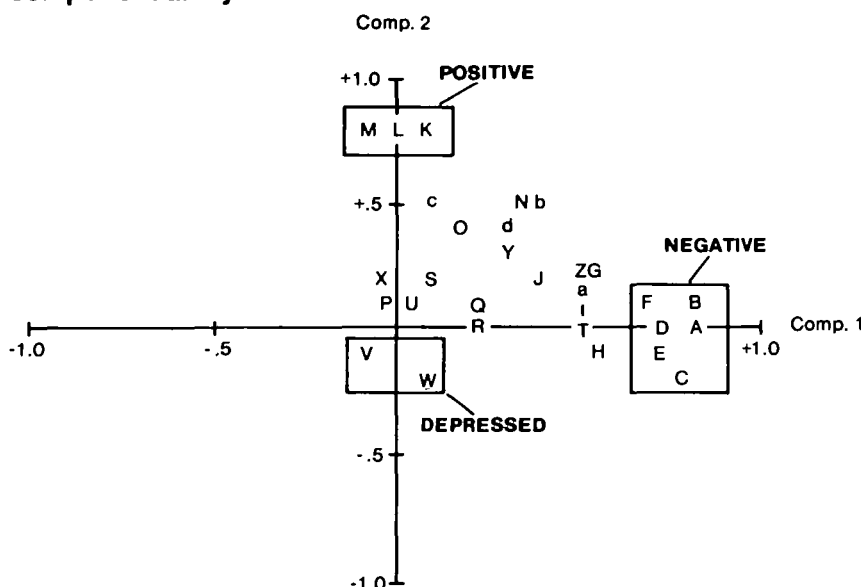 Comp. 2
+1.0
POSITIVE
M L K
+.5
c
N b
O
d
Y
NEGATIVE
X
S
J
ZG
a
F
B
P
U
Q
I
R
T
D
A
Comp. 1
-1.0
-.5
+1.0
V
H
E
W
C
DEPRESSED
-.5
-1.0